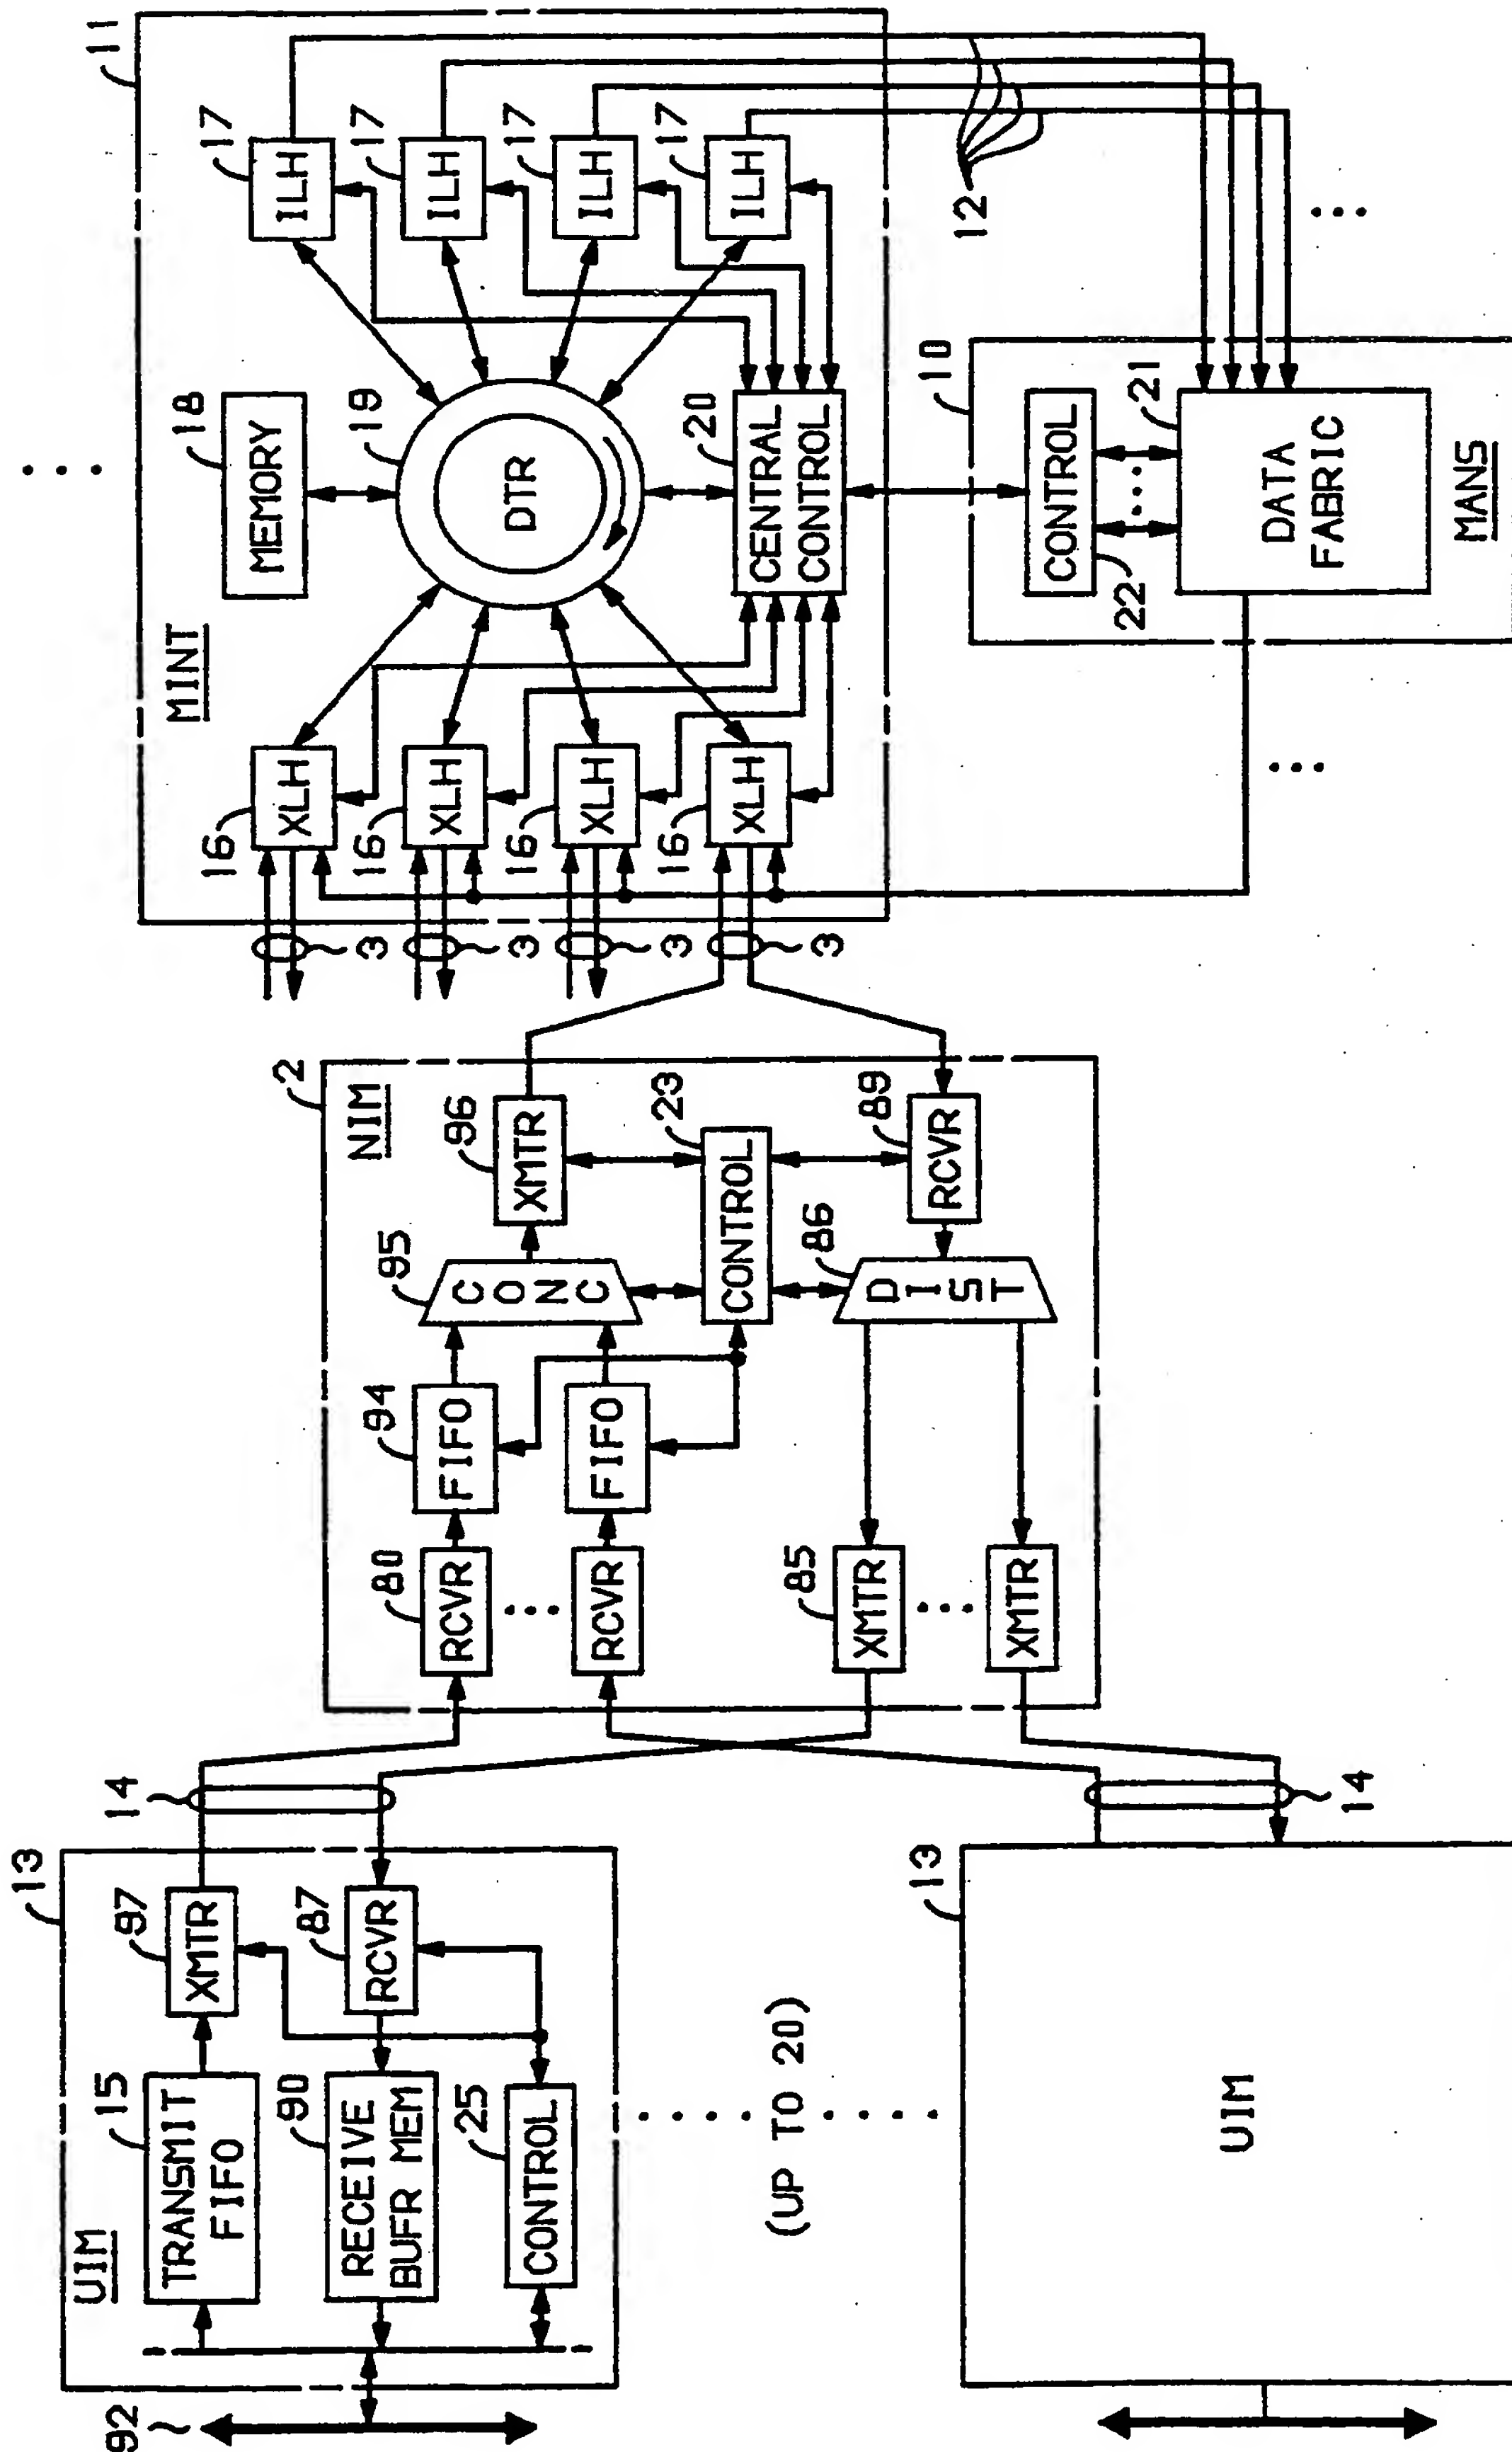 92
13
UIM
TRANSMIT
FIFO
15
XMTR
97
RECEIVE
BUFR MEM
90
RCVR
87
CONTROL
25
14
(UP TO 20)
13
UIM
14
2
NIM
RCVR
80
FIFO
94
RCVR
FIFO
CONC
95
XMTR
96
CONTROL
23
XMTR
85
XMTR
DIST
86
RCVR
89
3
3
3
3
11
MINT
16
XLH
16
XLH
16
XLH
16
XLH
MEMORY
18
DTR
19
CENTRAL
CONTROL
20
17
ILH
17
ILH
17
ILH
17
ILH
12
10
CONTROL
22
21
DATA
FABRIC
MANS